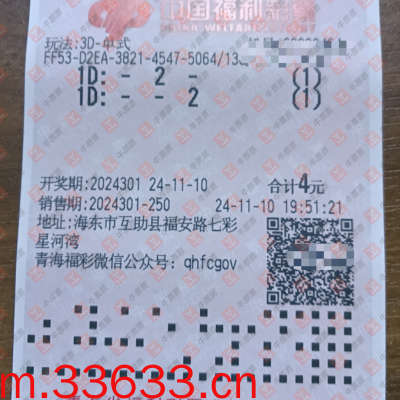 中国福利彩票
玩法:3D-单式
FF53-D2EA-3821-4547-5064/13
1D: - 2 - (1)
1D: - - 2 (1)
开奖期:2024301 24-11-10 合计4元
销售期:2024301-250 24-11-10 19:51:21
地址:海东市互助县福安路七彩
星河湾
青海福彩微信公众号: qhfcgov
m.33633.cn